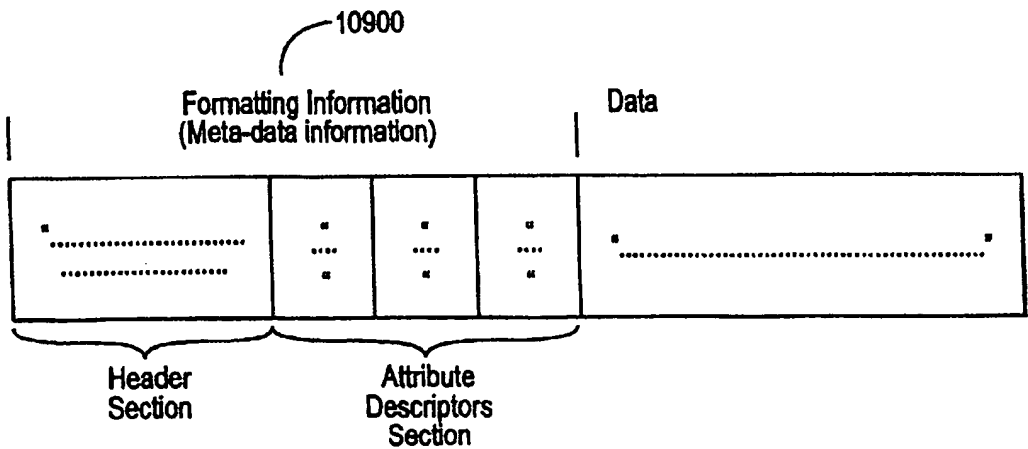 10900
Formatting Information
(Meta-data information)
Data
Header
Section
Attribute
Descriptors
Section